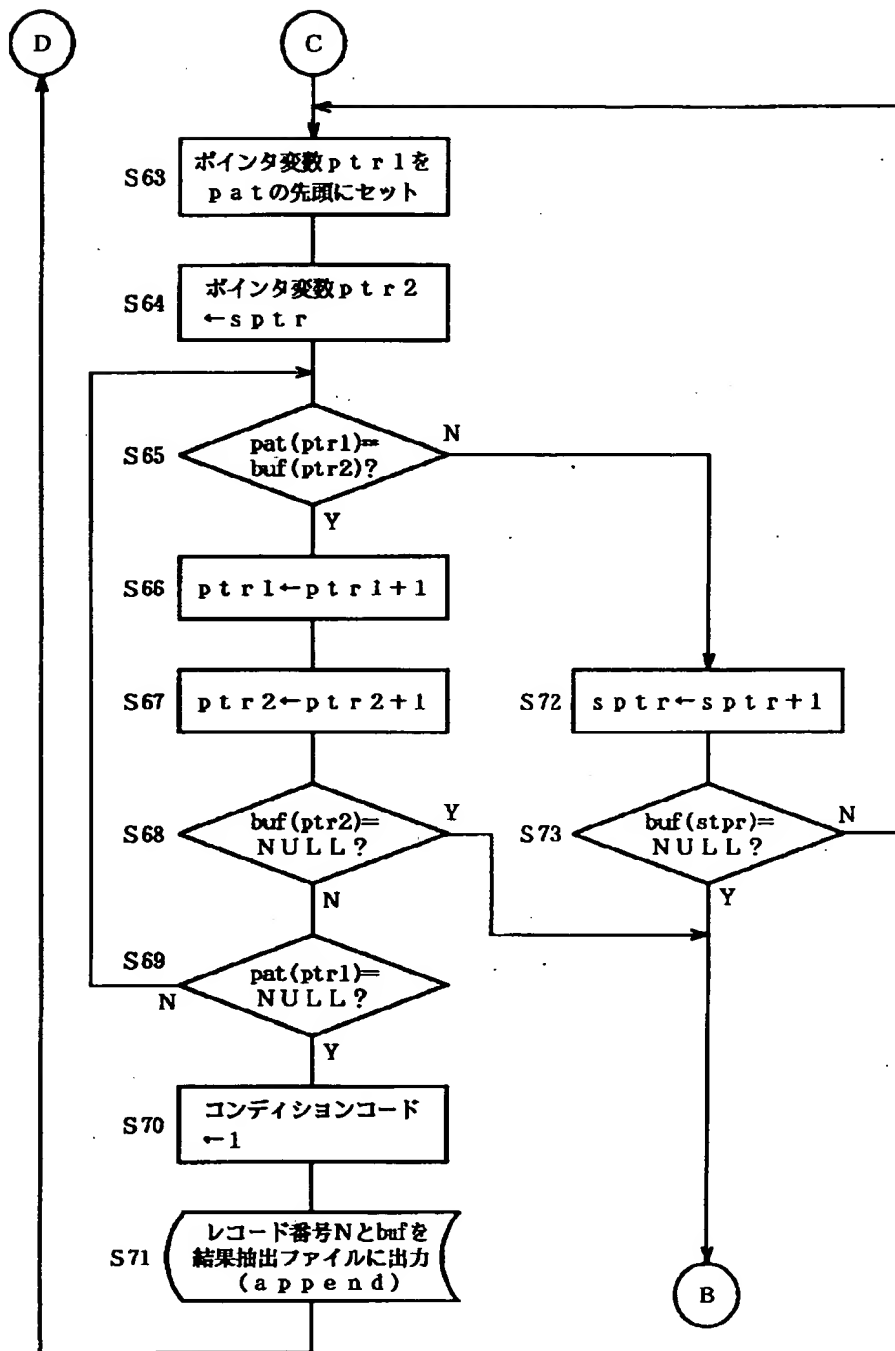 D
C
S63
ポインタ変数ptr1を
patの先頭にセット
S64
ポインタ変数ptr2
←sptr
S65
pat(ptr1)=
buf(ptr2)?
N
Y
S66
ptr1←ptr1+1
S67
ptr2←ptr2+1
S72
sptr←sptr+1
S68
buf(ptr2)=
NULL?
Y
N
S73
buf(stpr)=
NULL?
N
Y
S69
pat(ptr1)=
NULL?
N
Y
S70
コンディションコード
←1
S71
レコード番号Nとbufを
結果抽出ファイルに出力
(append)
B